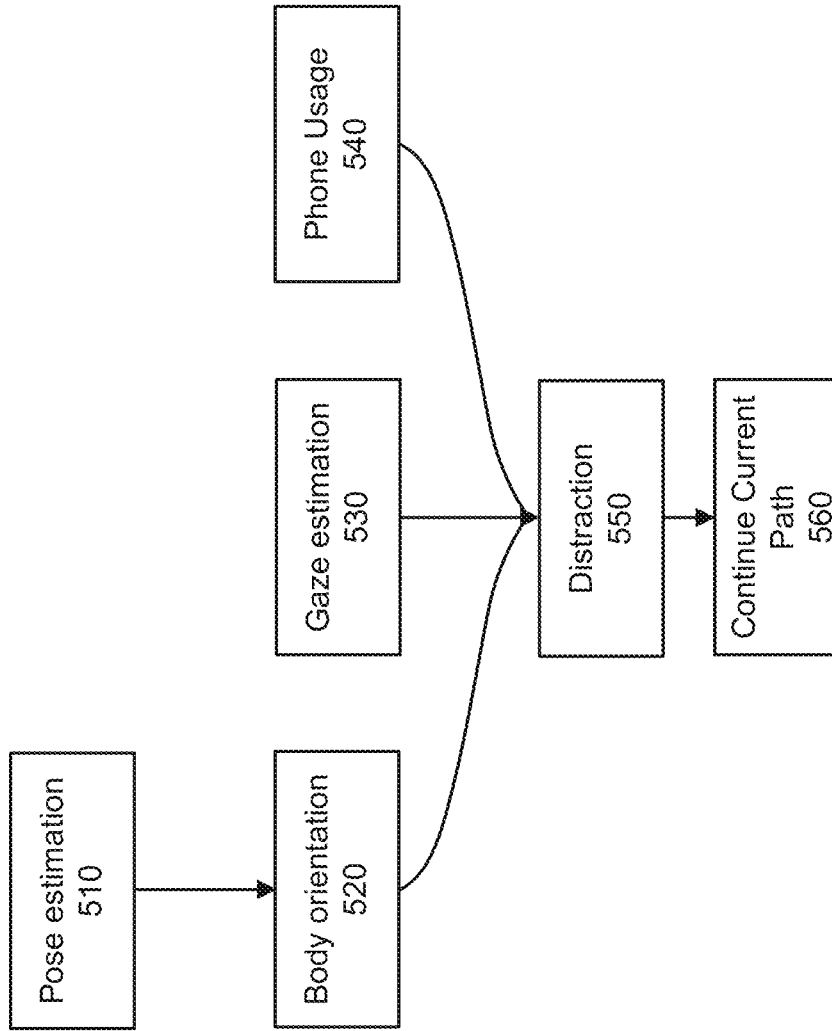 Pose estimation
510
Body orientation
520
Gaze estimation
530
Phone Usage
540
Distraction
550
Continue Current
Path
560